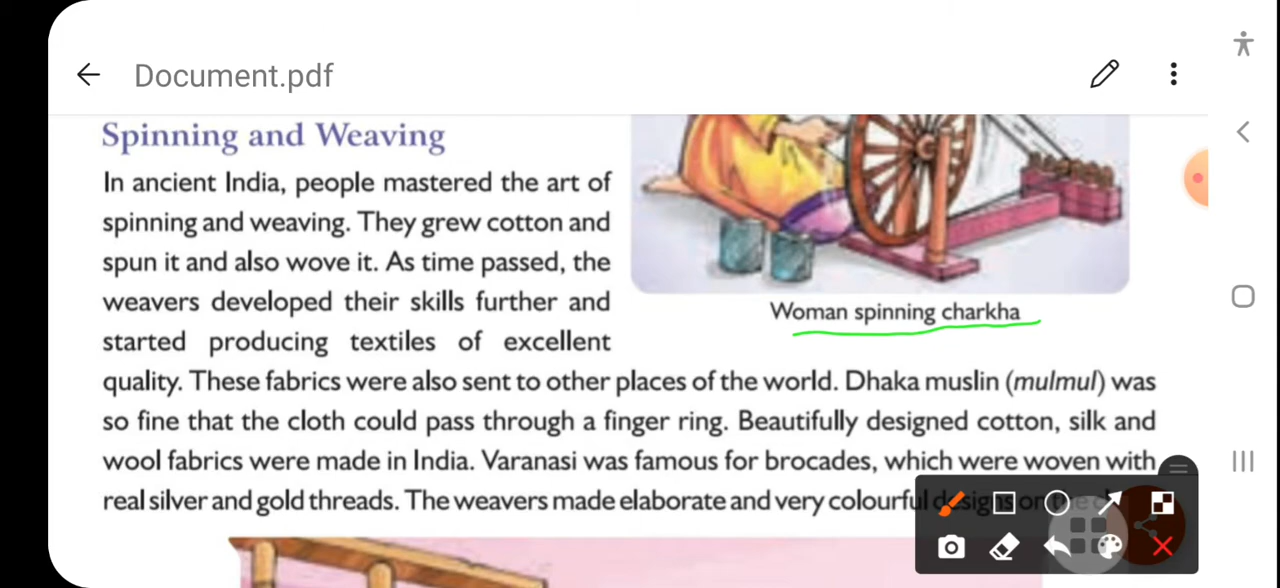 Document.pdf
Spinning and Weaving
In ancient India, people mastered the art of
spinning and weaving. They grew cotton and
spun it and also wove it. As time passed, the
weavers developed their skills further and
started producing textiles of excellent
Woman spinning charkha
quality. These fabrics were also sent to other places of the world. Dhaka muslin (mulmul) was
so fine that the cloth could pass through a finger ring. Beautifully designed cotton, silk and
wool fabrics were made in India. Varanasi was famous for brocades, which were woven with
real silver and gold threads. The weavers made elaborate and very colourful designs on the